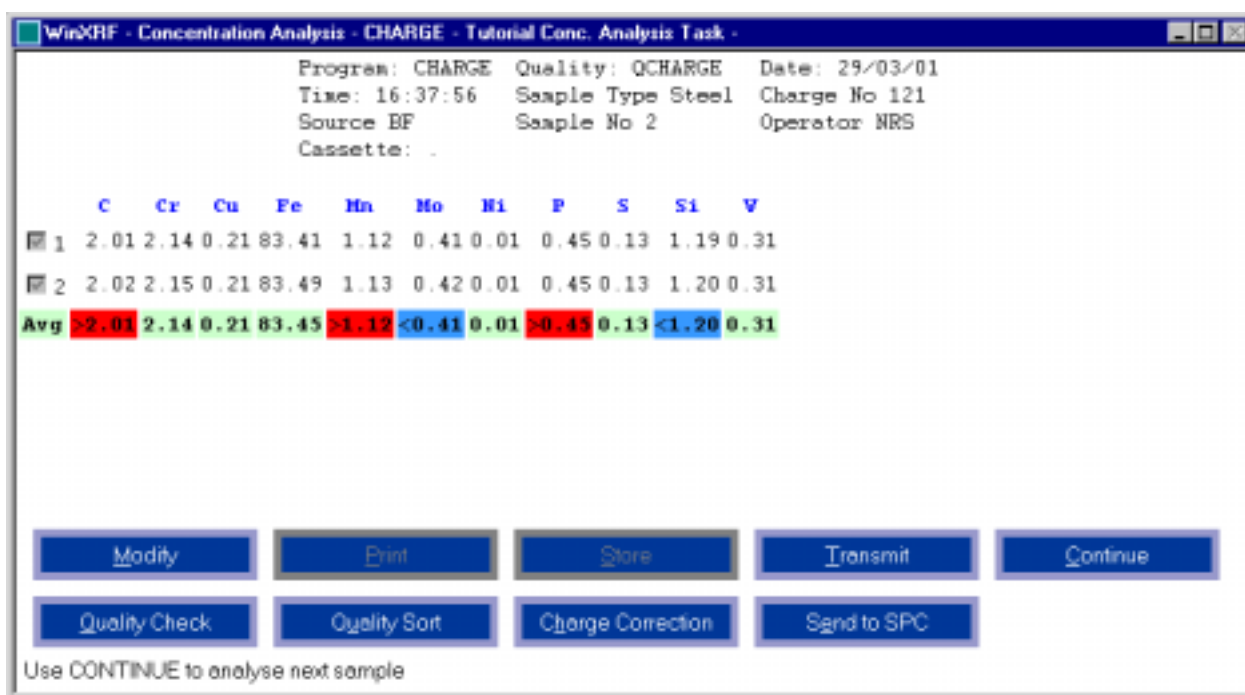 WinXRF - Concentration Analysis - CHARGE - Tutorial Conc. Analysis Task -
Program: CHARGE Quality: QCHARGE Date: 29/03/01
Time: 16:37:56 Sample Type Steel Charge No 121
Source BF Sample No 2 Operator NRS
Cassette: .
C Cr Cu Fe Mn Mo Ni P S Si V
1 2.01 2.14 0.21 83.41 1.12 0.41 0.01 0.45 0.13 1.19 0.31
2 2.02 2.15 0.21 83.49 1.13 0.42 0.01 0.45 0.13 1.20 0.31
Avg >2.01 2.14 0.21 83.45 >1.12 <0.41 0.01 >0.45 0.13 <1.20 0.31
Modify Print Store Transmit Continue
Quality Check Quality Sort Charge Correction Send to SPC
Use CONTINUE to analyse next sample